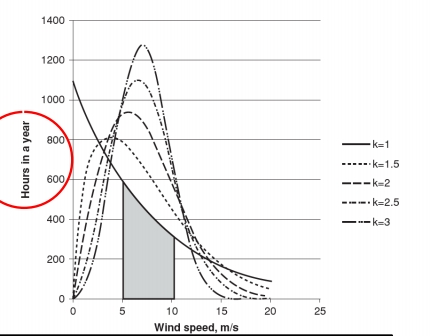 1400
1200
1000
800
600
400
200
0
Hours in a year
0 5 10 15 20 25
Wind speed, m/s
k=1
k=1.5
k=2
k=2.5
k=3